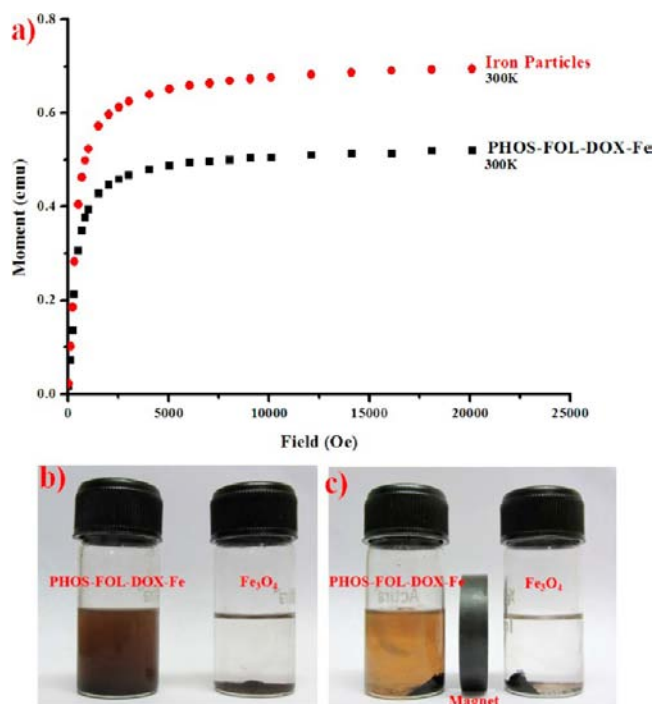 a)
0.8
Iron Particles
300K
0.6
PHOS-FOL-DOX-Fe
300K
Moment (emu)
0.4
0.2
0.0
0 5000 10000 15000 20000 25000
Field (Oe)
b)
PHOS-FOL-DOX-Fe
Fe₃O₄
c)
PHOS-FOL-DOX-Fe
Fe₃O₄
Magnet